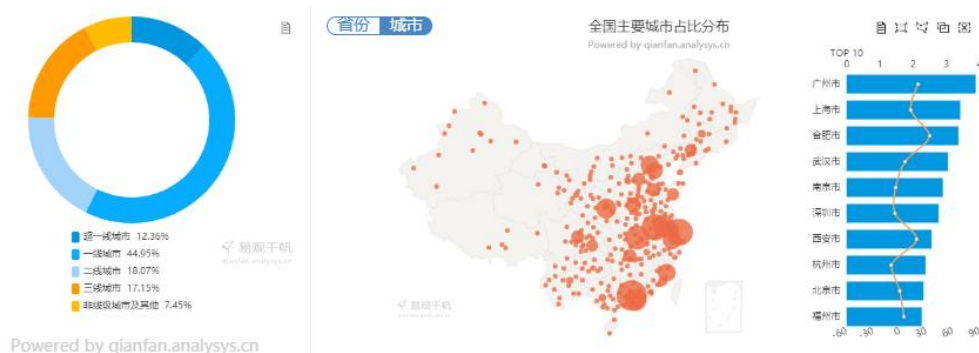 超一线城市 12.36%
一线城市 44.95%
二线城市 18.07%
三线城市 17.15%
非线级城市及其他 7.45%
易观千帆
qianfan.analysys.cn
Powered by qianfan.analysys.cn
省份 城市
全国主要城市占比分布
Powered by qianfan.analysys.cn
易观千帆
TOP 10
0 1 2 3 4
广州市
上海市
合肥市
武汉市
南京市
深圳市
西安市
杭州市
北京市
福州市
-60 -30 0 30 60 90